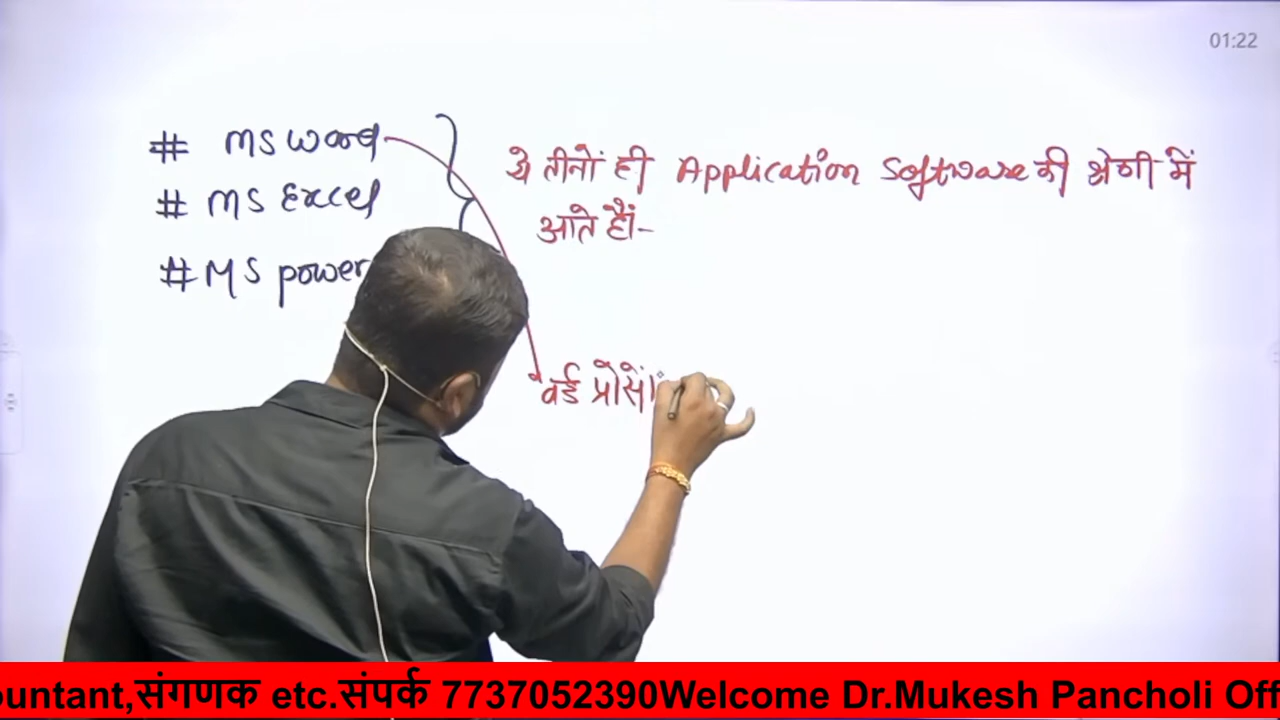 01:22
# MS Word
# MS Excel
# MS power
ये तीनों ही Application Software की श्रेणी में
आते हैं-
वर्ड
ountant,संगणक etc.संपर्क 7737052390Welcome Dr.Mukesh Pancholi Off